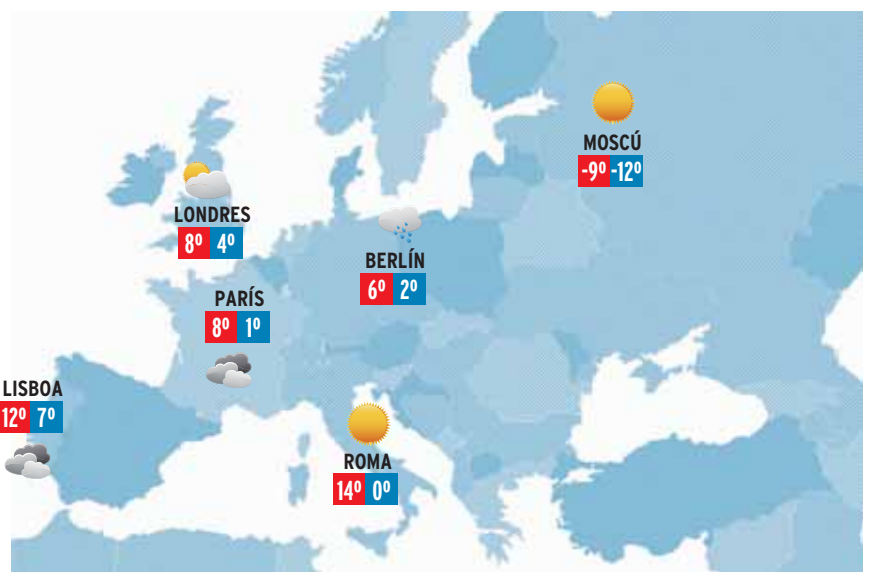 MOSCÚ
-9º -12º
LONDRES
8º 4º
BERLÍN
6º 2º
PARÍS
8º 1º
LISBOA
12º 7º
ROMA
14º 0º